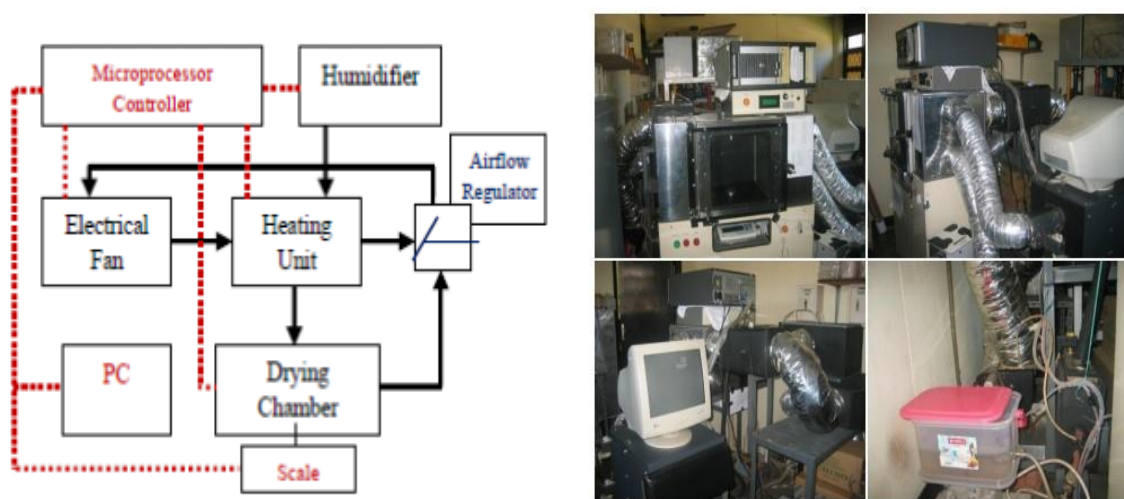 Microprocessor
Controller
Humidifier
Airflow
Regulator
Electrical
Fan
Heating
Unit
PC
Drying
Chamber
Scale